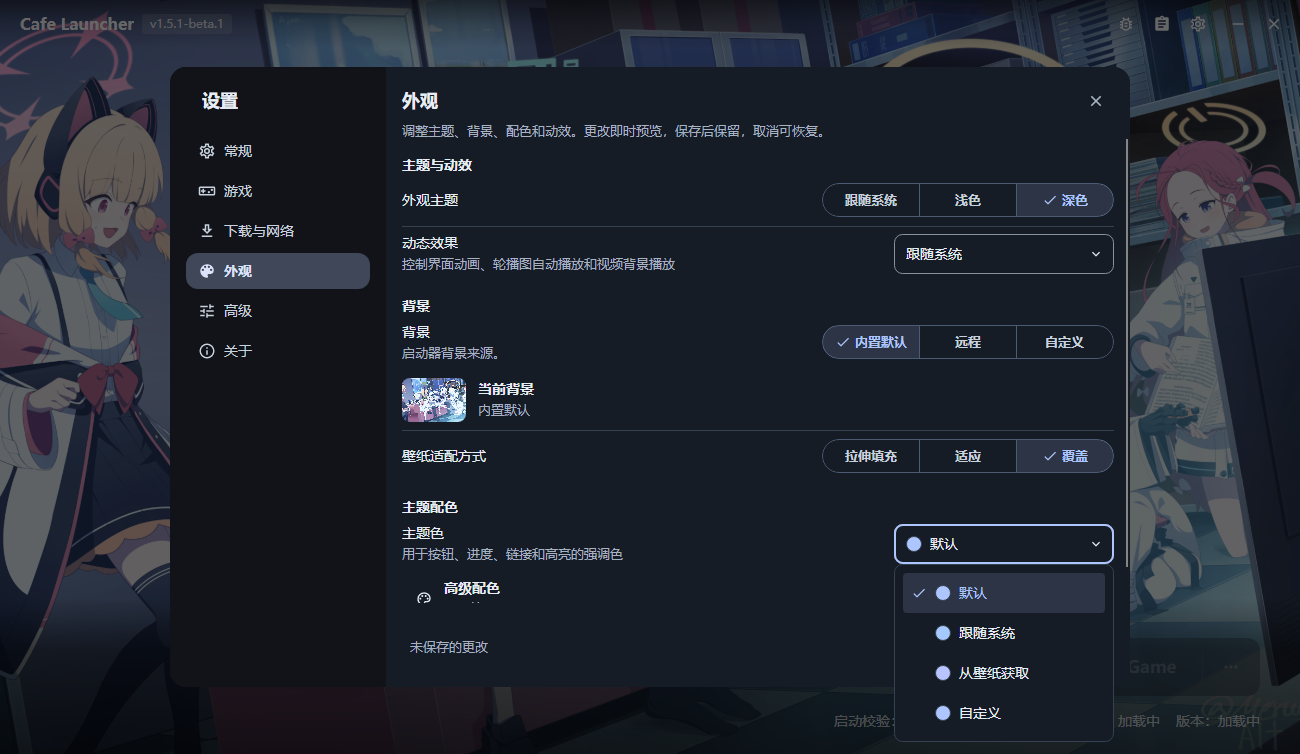 Cafe Launcher v1.5.1-beta.1
设置
常规
游戏
下载与网络
外观
高级
关于
外观
调整主题、背景、配色和动效。更改即时预览，保存后保留，取消可恢复。
主题与动效
外观主题
跟随系统 浅色 深色
动态效果
控制界面动画、轮播图自动播放和视频背景播放
跟随系统
背景
背景
启动器背景来源。
内置默认 远程 自定义
当前背景
内置默认
壁纸适配方式
拉伸填充 适应 覆盖
主题配色
主题色
用于按钮、进度、链接和高亮的强调色
默认
高级配色
默认
跟随系统
从壁纸获取
自定义
未保存的更改
Game
启动校验: 加载中 版本: 加载中